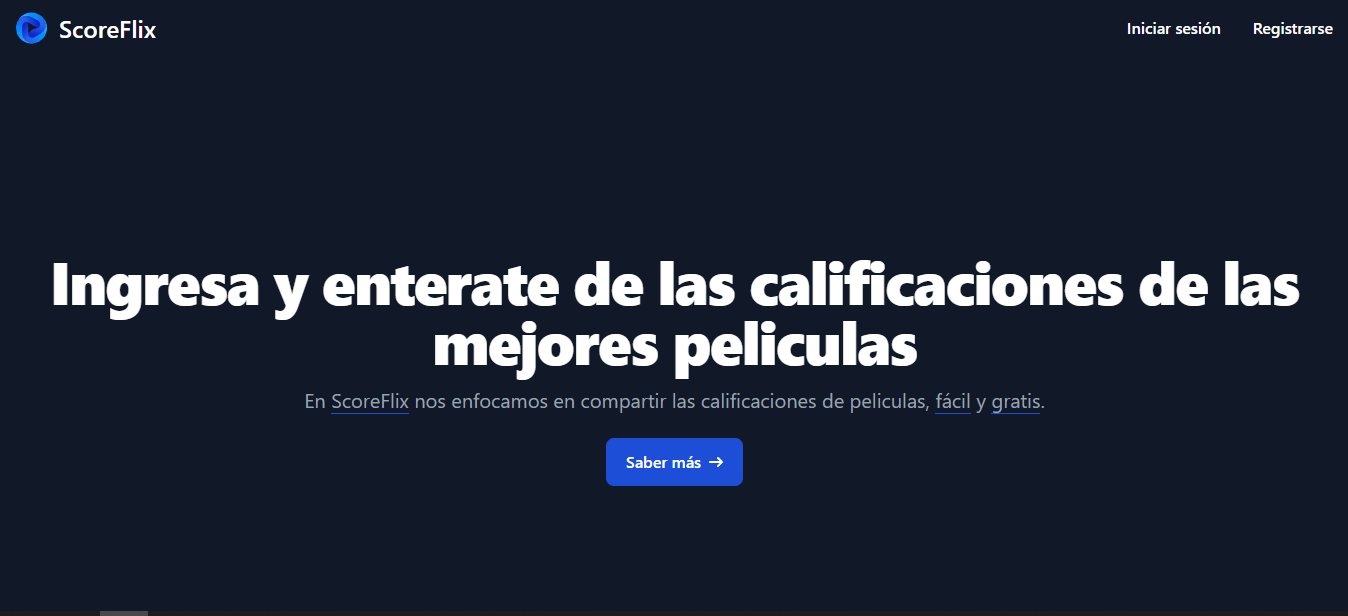 ScoreFlix
Iniciar sesión
Registrarse
Ingresa y enterate de las calificaciones de las
mejores peliculas
En ScoreFlix nos enfocamos en compartir las calificaciones de peliculas, fácil y gratis.
Saber más →